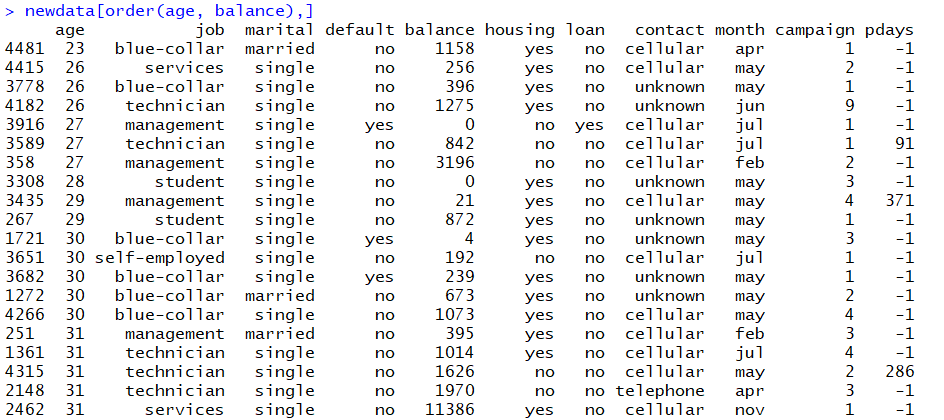 > newdata[order(age, balance),]
age job marital default balance housing loan contact month campaign pdays
4481 23 blue-collar married no 1158 yes no cellular apr 1 -1
4415 26 services single no 256 yes no cellular may 2 -1
3778 26 blue-collar single no 396 yes no unknown may 1 -1
4182 26 technician single no 1275 yes no unknown jun 9 -1
3916 27 management single yes 0 no yes cellular jul 1 -1
3589 27 technician single no 842 no no cellular jul 1 91
358 27 management single no 3196 no no cellular feb 2 -1
3308 28 student single no 0 yes no unknown may 3 -1
3435 29 management single no 21 yes no cellular may 4 371
267 29 student single no 872 yes no unknown may 1 -1
1721 30 blue-collar single yes 4 yes no unknown may 3 -1
3651 30 self-employed single no 192 no no cellular jul 1 -1
3682 30 blue-collar single yes 239 yes no unknown may 1 -1
1272 30 blue-collar married no 673 yes no unknown may 2 -1
4266 30 blue-collar single no 1073 yes no cellular may 4 -1
251 31 management married no 395 yes no cellular feb 3 -1
1361 31 technician single no 1014 yes no cellular jul 4 -1
4315 31 technician single no 1626 no no cellular may 2 286
2148 31 technician single no 1970 no no telephone apr 3 -1
2462 31 services single no 11386 yes no cellular nov 1 -1